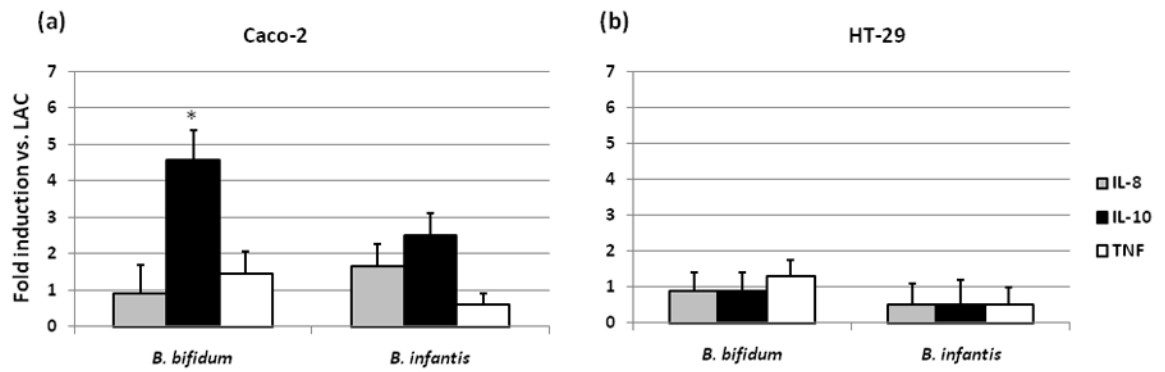 (a)
Caco-2
Fold induction vs. LAC
7
6
5
4
3
2
1
0
*
B. bifidum
B. infantis
(b)
HT-29
7
6
5
4
3
2
1
0
B. bifidum
B. infantis
IL-8
IL-10
TNF